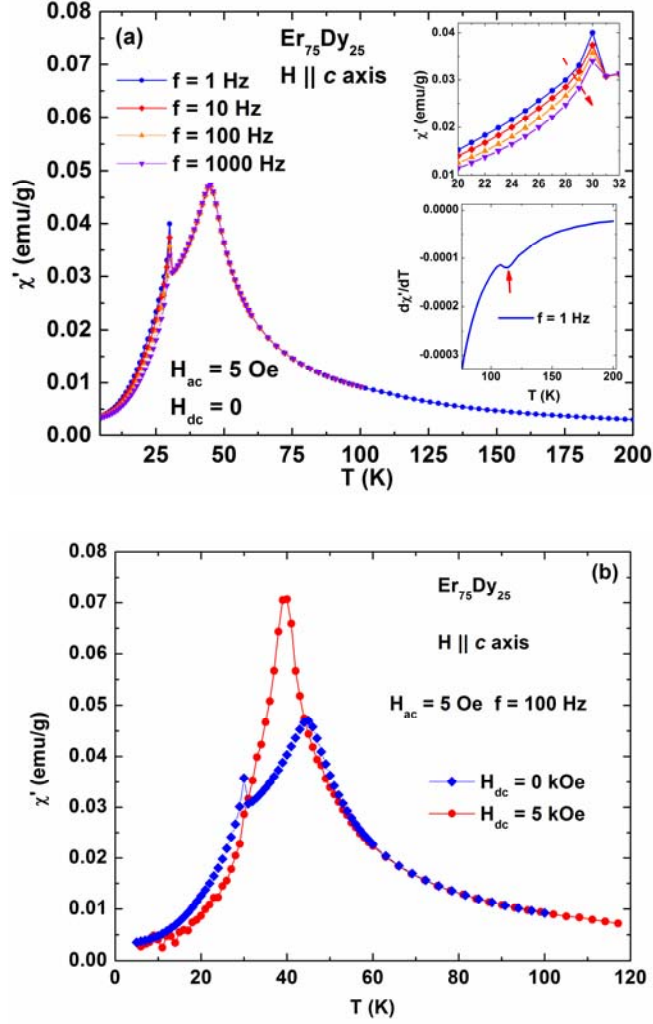 (a)
Er75Dy25
H || c axis
f = 1 Hz
f = 10 Hz
f = 100 Hz
f = 1000 Hz
Hac = 5 Oe
Hdc = 0
χ' (emu/g)
0.08
0.07
0.06
0.05
0.04
0.03
0.02
0.01
0.00
25 50 75 100 125 150 175 200
T (K)
χ' (emu/g)
0.04
0.03
0.02
0.01
20 22 24 26 28 30 32
dχ'/dT
0.0000
-0.0001
-0.0002
-0.0003
f = 1 Hz
100 150 200
T (K)
(b)
Er75Dy25
H || c axis
Hac = 5 Oe f = 100 Hz
Hdc = 0 kOe
Hdc = 5 kOe
χ' (emu/g)
0.08
0.07
0.06
0.05
0.04
0.03
0.02
0.01
0.00
0 20 40 60 80 100 120
T (K)